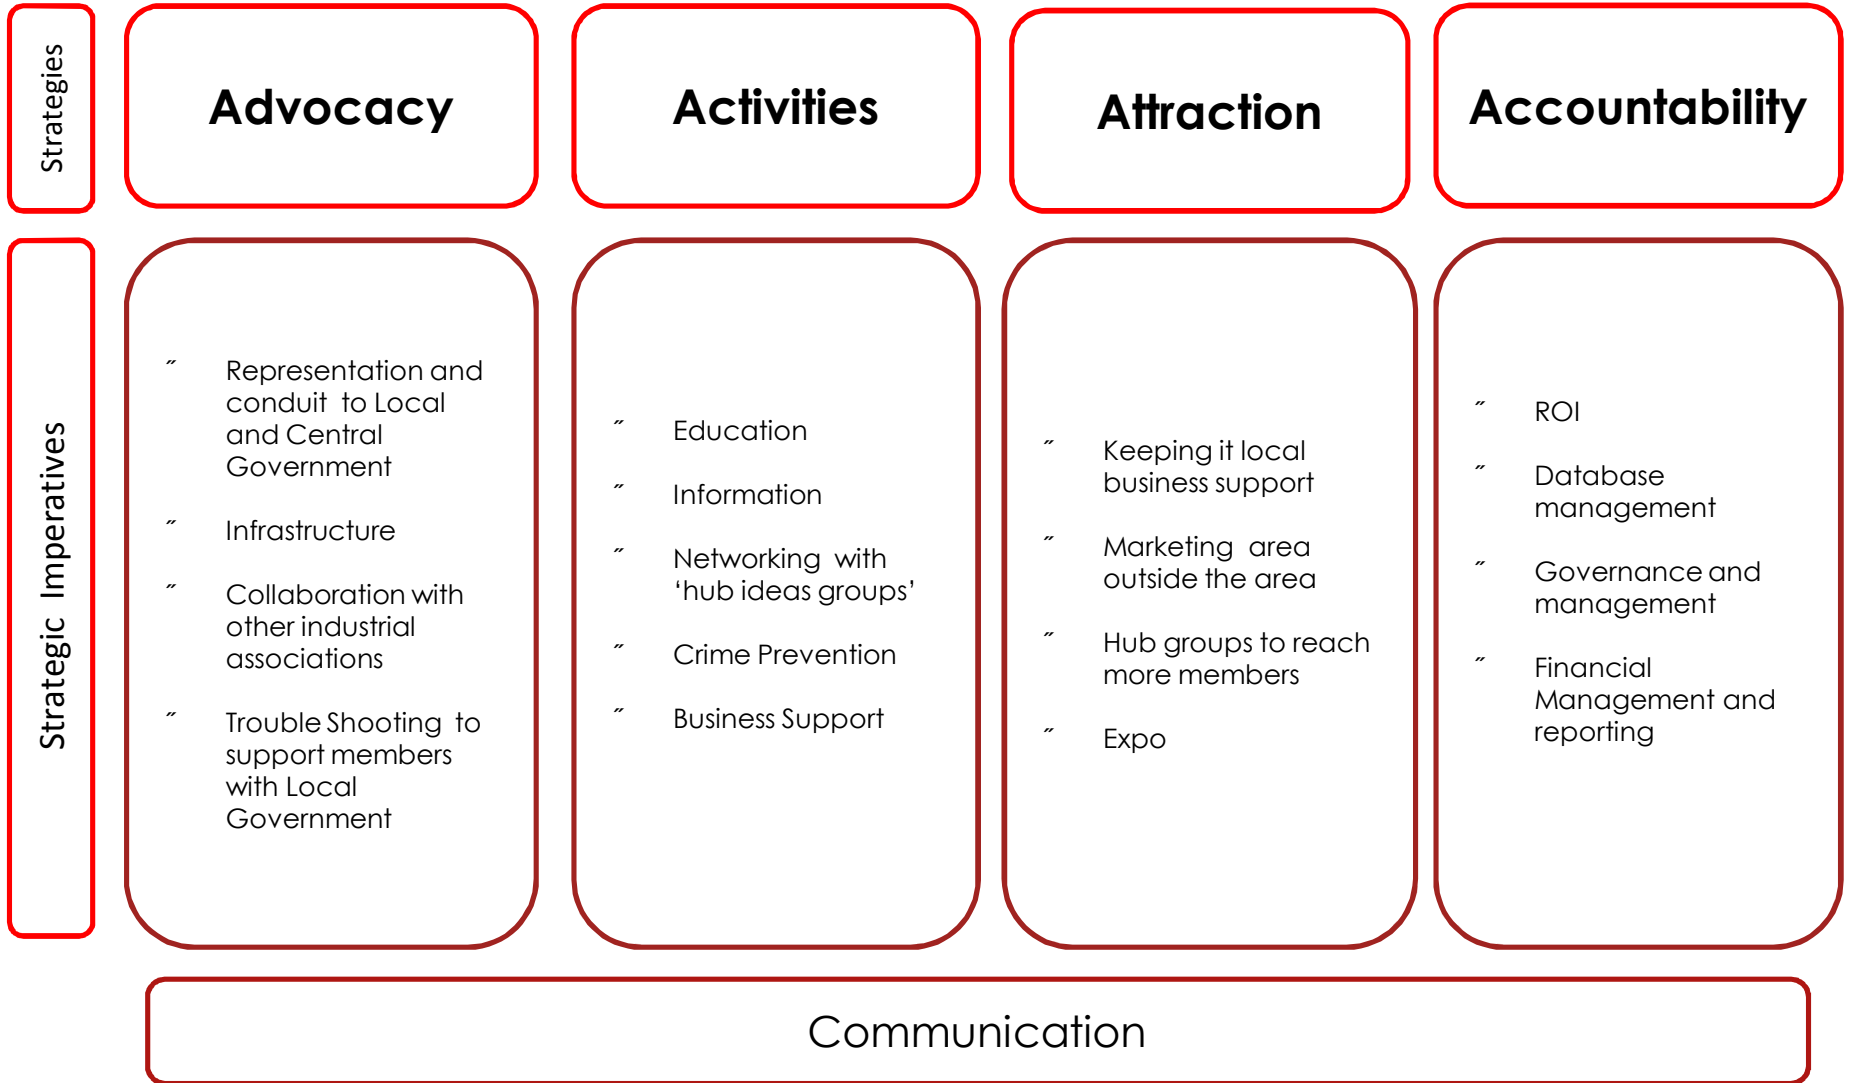 Strategies
Advocacy
Activities
Attraction
Accountability
Strategic Imperatives
˝ Representation and
conduit to Local
and Central
Government
˝ Infrastructure
˝ Collaboration with
other industrial
associations
˝ Trouble Shooting to
support members
with Local
Government
˝ Education
˝ Information
˝ Networking with
‘hub ideas groups’
˝ Crime Prevention
˝ Business Support
˝ Keeping it local
business support
˝ Marketing area
outside the area
˝ Hub groups to reach
more members
˝ Expo
˝ ROI
˝ Database
management
˝ Governance and
management
˝ Financial
Management and
reporting
Communication